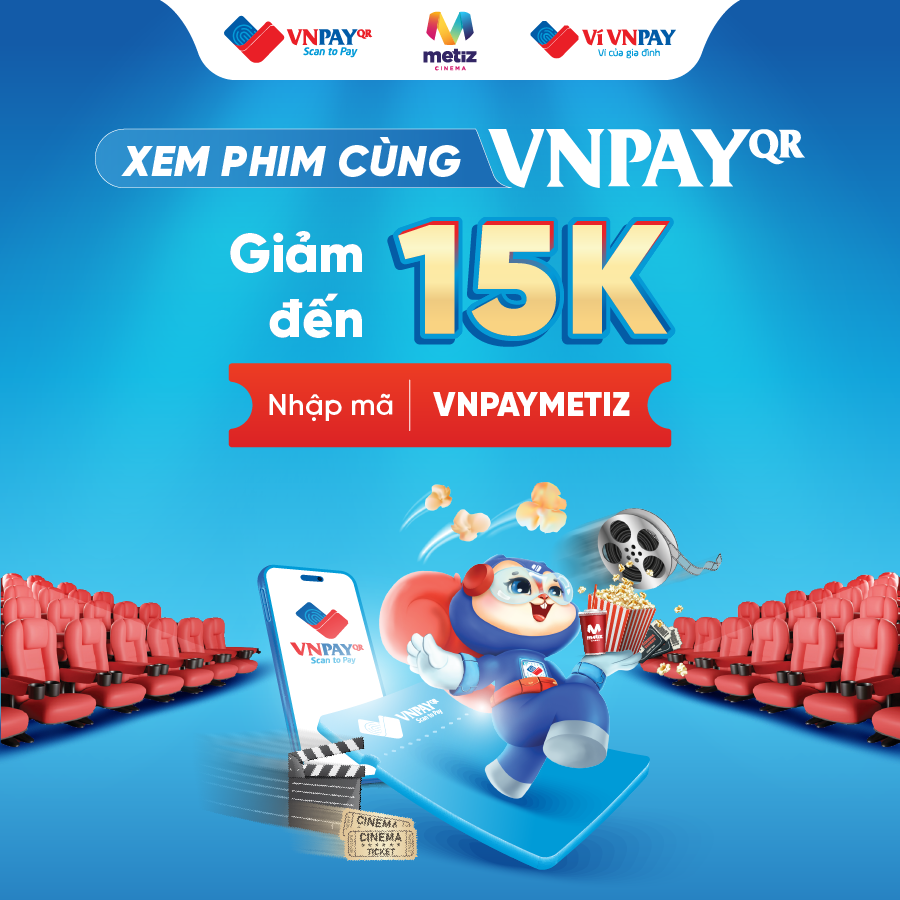 VNPAYQR
Scan to Pay
metiz
CINEMA
Ví VNPAY
Ví của gia đình
XEM PHIM CÙNG VNPAYQR
Giảm
đến
15K
Nhập mã | VNPAYMETIZ
VNPAYQR
Scan to Pay
VNPAYQR
Scan to Pay
metiz
CINEMA
CINEMA
TICKET